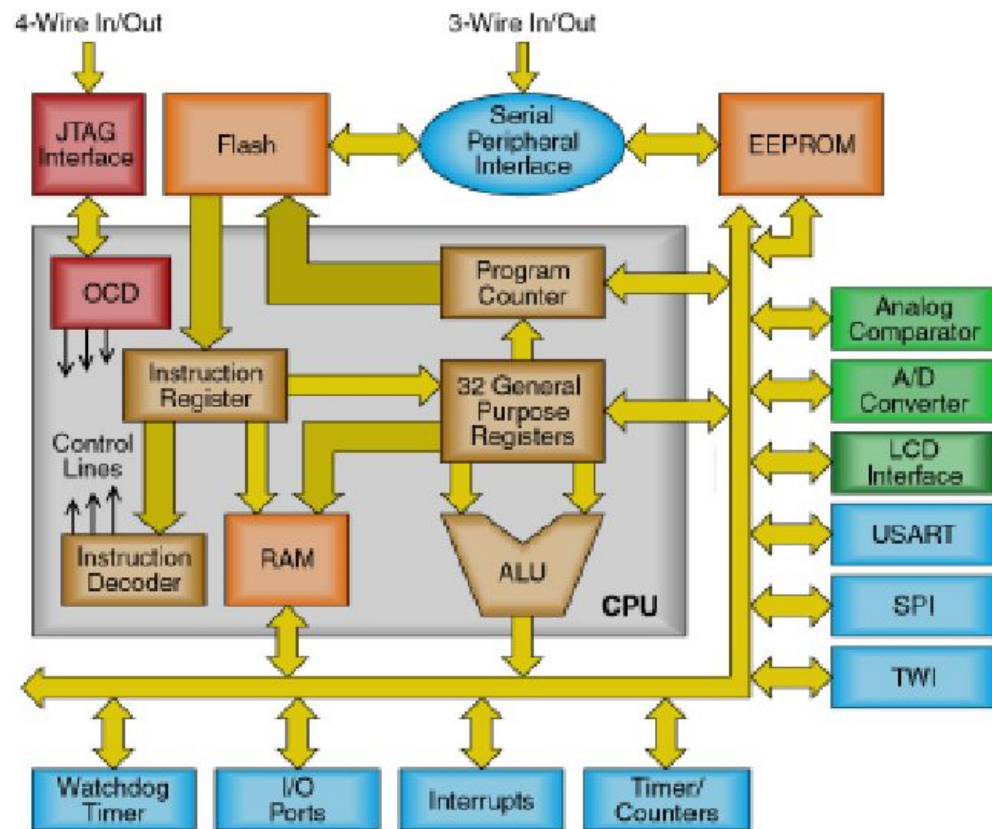 4-Wire In/Out
3-Wire In/Out
JTAG
Interface
Flash
Serial
Peripheral
Interface
EEPROM
OCD
Program
Counter
Analog
Comparator
Instruction
Register
32 General
Purpose
Registers
A/D
Converter
Control
Lines
LCD
Interface
Instruction
Decoder
RAM
ALU
CPU
USART
SPI
TWI
Watchdog
Timer
I/O
Ports
Interrupts
Timer/
Counters